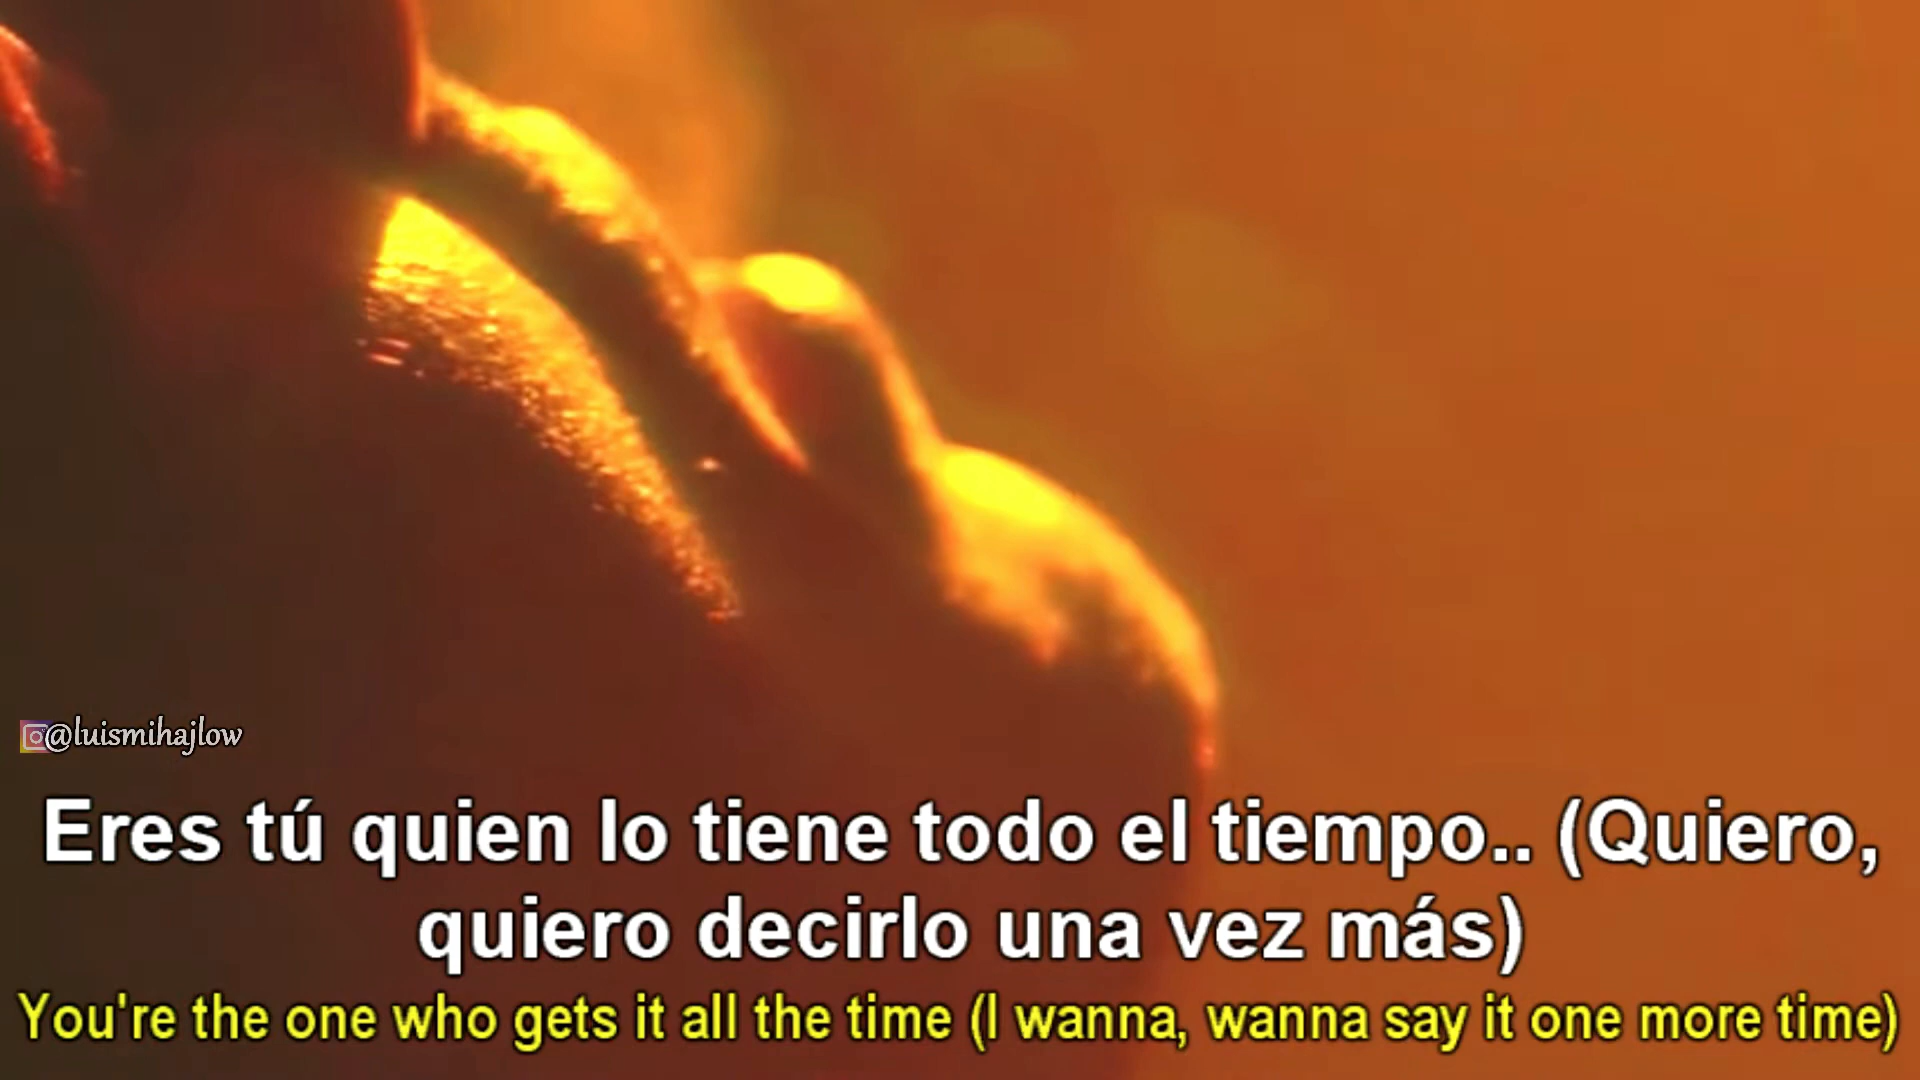 @luismihajlow
Eres tú quien lo tiene todo el tiempo.. (Quiero,
quiero decirlo una vez más)
You're the one who gets it all the time (I wanna, wanna say it one more time)